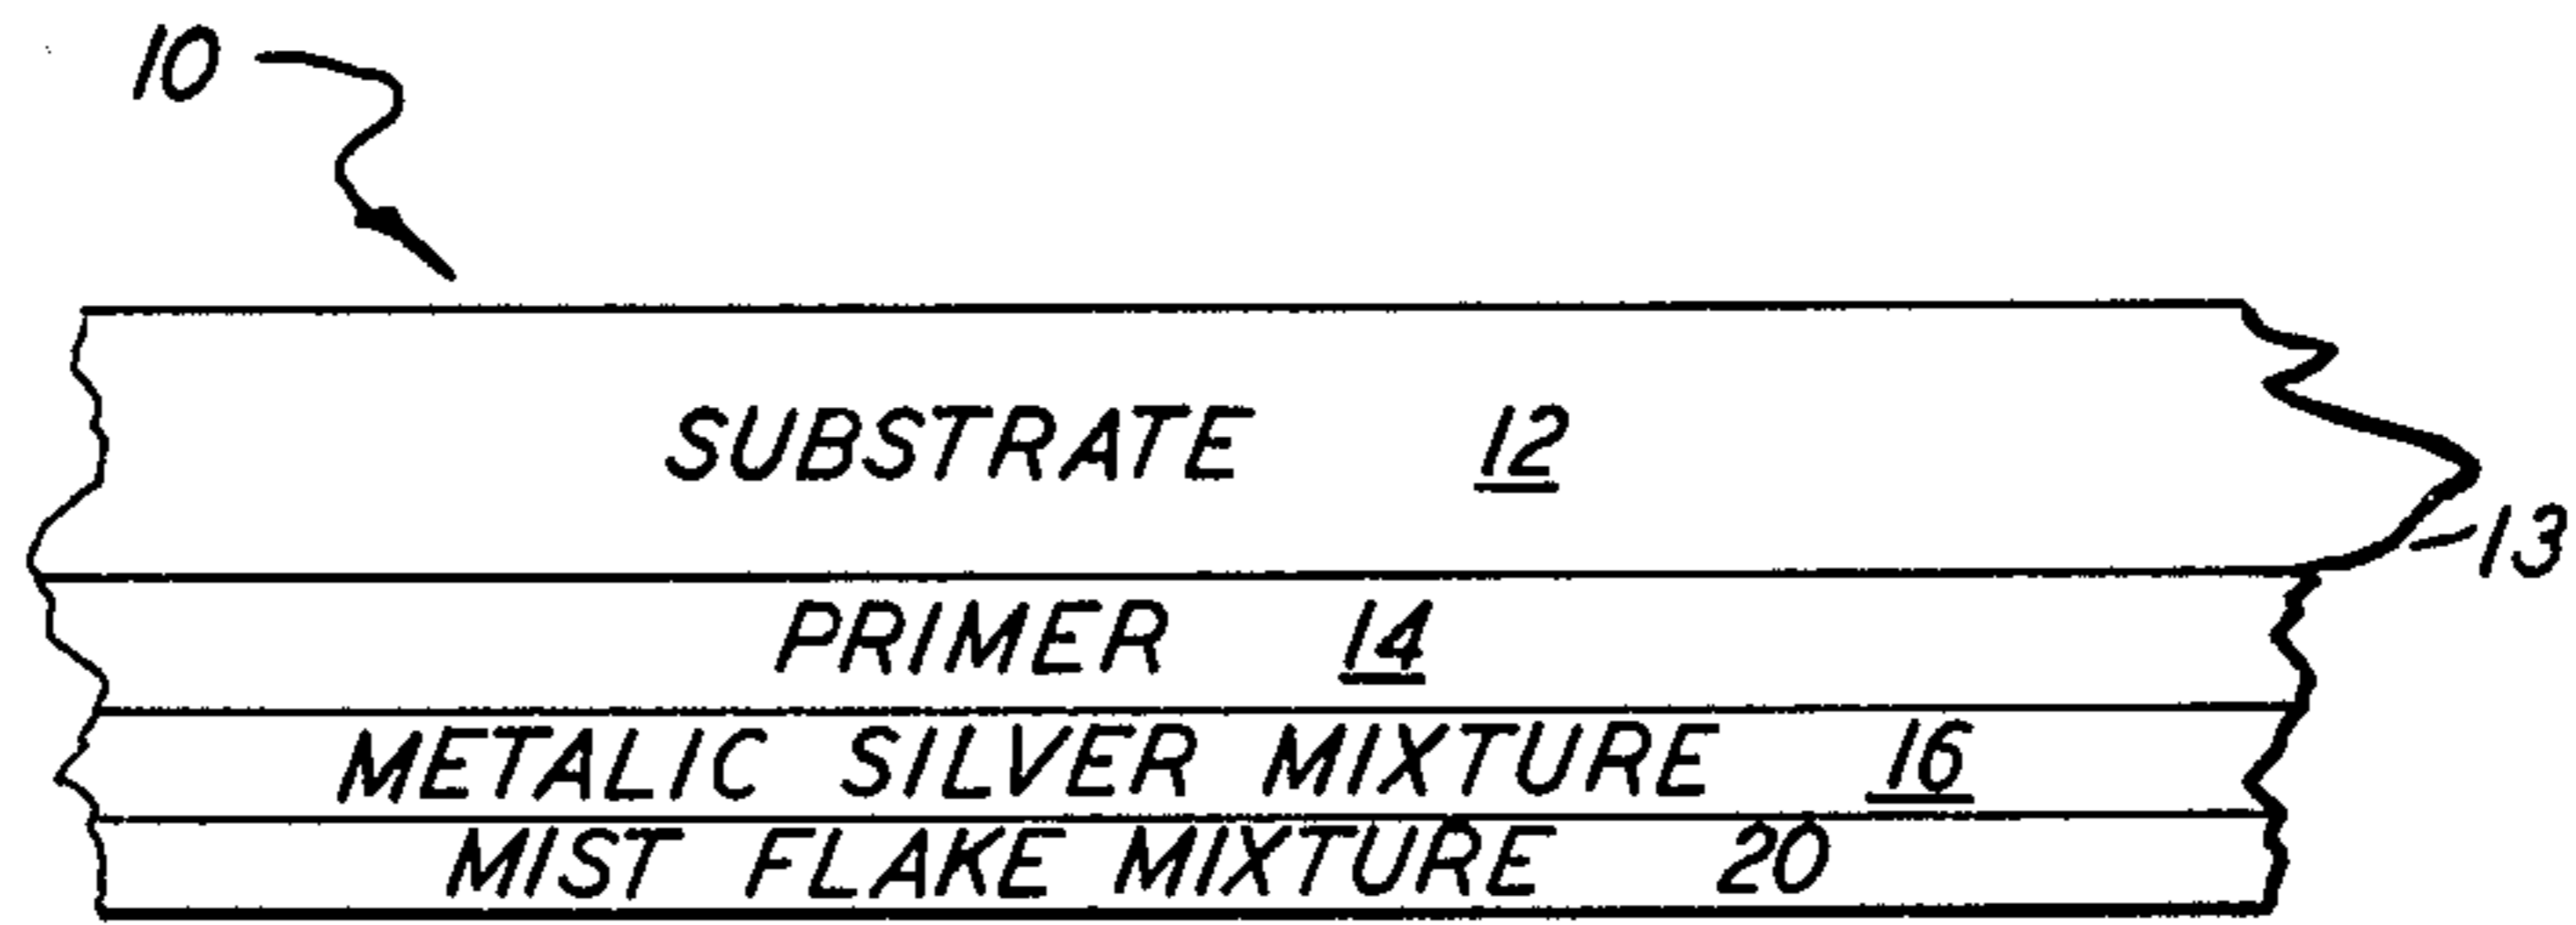 10
SUBSTRATE 12
13
PRIMER 14
METALIC SILVER MIXTURE 16
MIST FLAKE MIXTURE 20